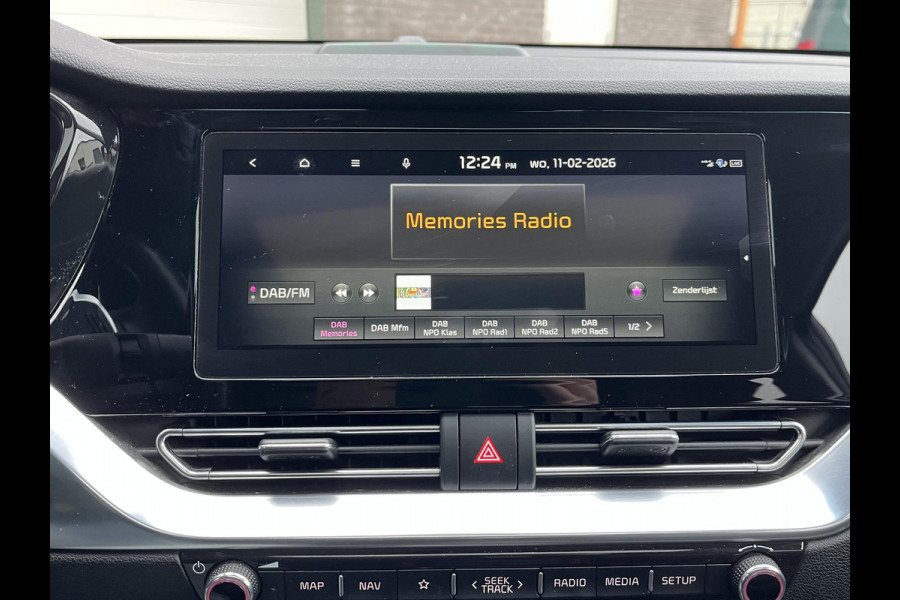 12:24 PM WO, 11-02-2026 LIVE
Memories Radio
DAB/FM
Zenderlijst
DAB Memories
DAB Mfm
DAB NPO Klas
DAB NPO Rad1
DAB NPO Rad2
DAB NPO Rad5
1/2
MAP
NAV
SEEK
TRACK
RADIO
MEDIA
SETUP